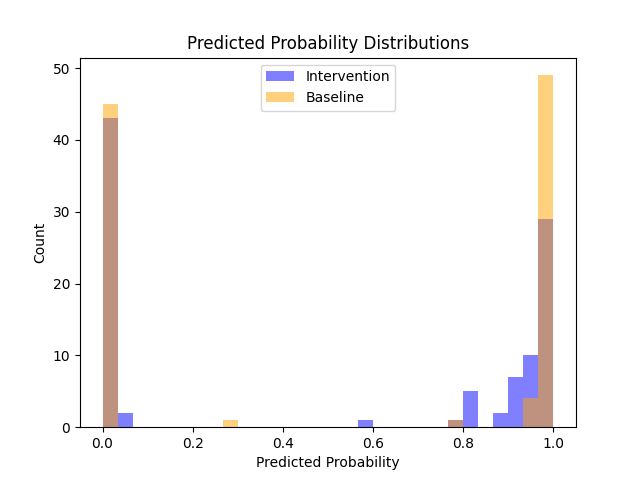 Predicted Probability Distributions
Intervention
Baseline
50
40
30
20
10
0
Count
0.0 0.2 0.4 0.6 0.8 1.0
Predicted Probability